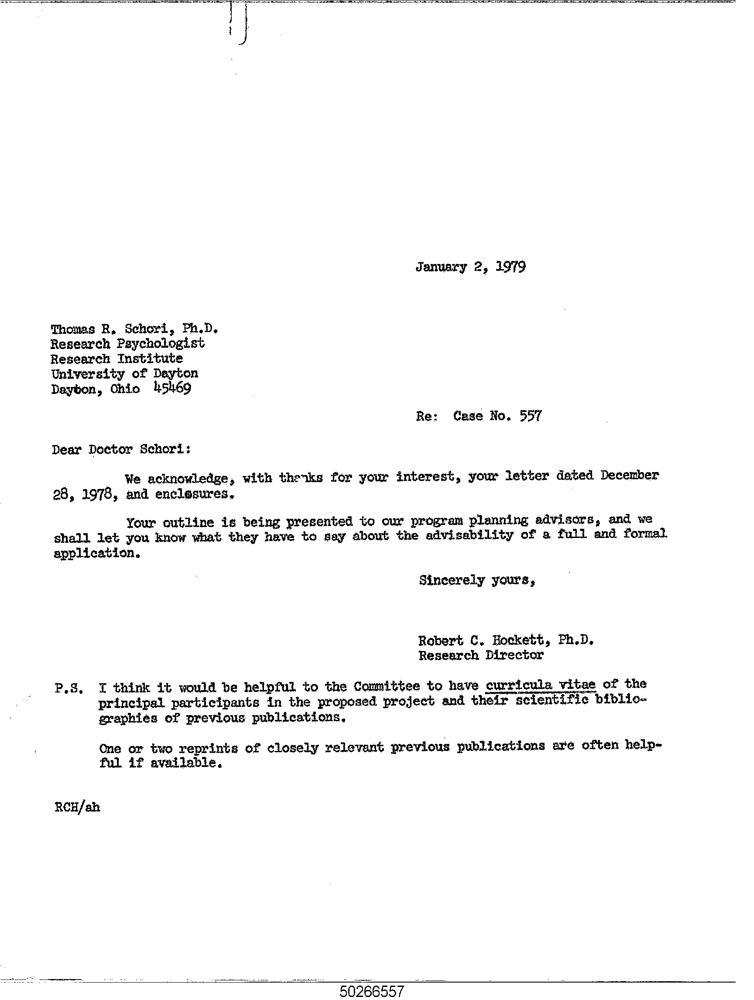 January 2, 1979
Thomas R. Schori, Ph.D.
Research Psychologist
Research Institute
University of Dayton
Dayton, Ohio 45469
Re: Case No. 557
Dear Doctor Schori:
We acknowledge, with thanks for your interest, your letter dated December
28, 1978, and enclosures.
Your outline is being presented to our program planning advisors, and we
shall let you know what they have to say about the advisability of a full and formal
application.
Sincerely yours,
Robert C. Hockett, Ph.D.
Research Director
P.S. I think it would be helpful to the Committee to have curricula vitae of the
principal participants in the proposed project and their scientific biblio-
graphies of previous publications.
One or two reprints of closely relevant previous publications are often help-
ful if available.
RCH/ah
50266557